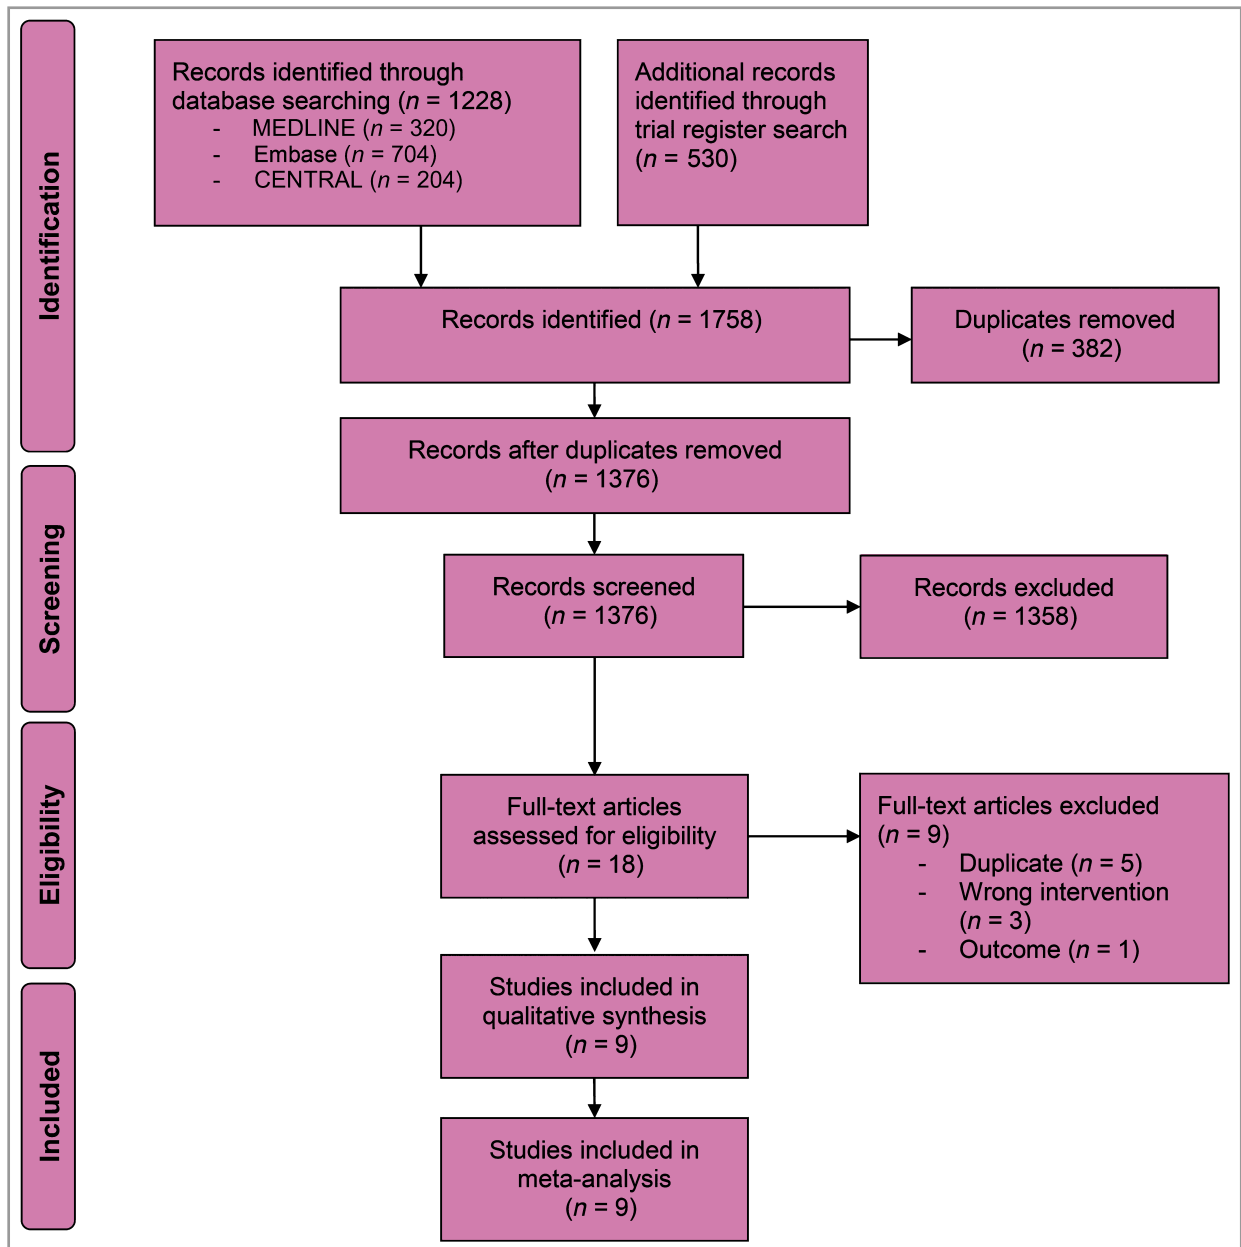 Identification
Records identified through
database searching (n = 1228)
- MEDLINE (n = 320)
- Embase (n = 704)
- CENTRAL (n = 204)
Additional records
identified through
trial register search
(n = 530)
Records identified (n = 1758)
Duplicates removed
(n = 382)
Records after duplicates removed
(n = 1376)
Screening
Records screened
(n = 1376)
Records excluded
(n = 1358)
Eligibility
Full-text articles
assessed for eligibility
(n = 18)
Full-text articles excluded
(n = 9)
- Duplicate (n = 5)
- Wrong intervention
(n = 3)
- Outcome (n = 1)
Included
Studies included in
qualitative synthesis
(n = 9)
Studies included in
meta-analysis
(n = 9)